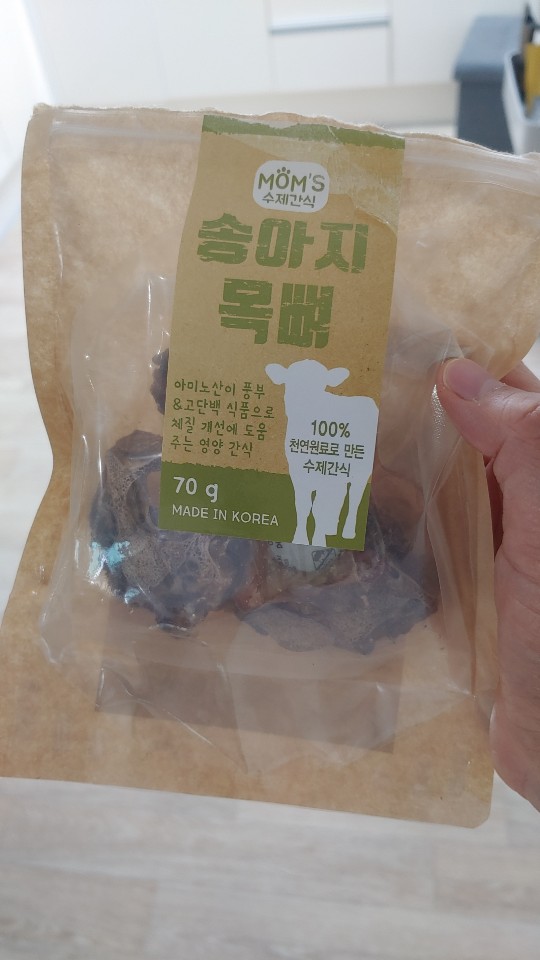 MOM'S
수제간식
송아지
목뼈
아미노산이 풍부
&고단백 식품으로
체질 개선에 도움
주는 영양 간식
100%
천연원료로 만든
수제간식
70 g
MADE IN KOREA